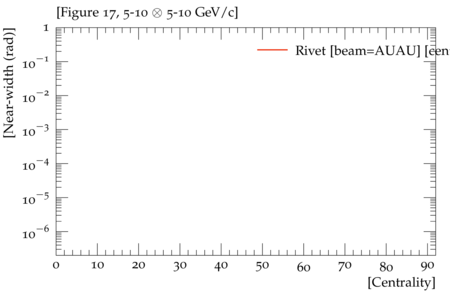 [Figure 17, 5-10 ⊗ 5-10 GeV/c]
1
Rivet [beam=AUAU] [cen
10⁻¹
10⁻²
10⁻³
10⁻⁴
10⁻⁵
10⁻⁶
[Near-width (rad)]
0 10 20 30 40 50 60 70 80 90
[Centrality]